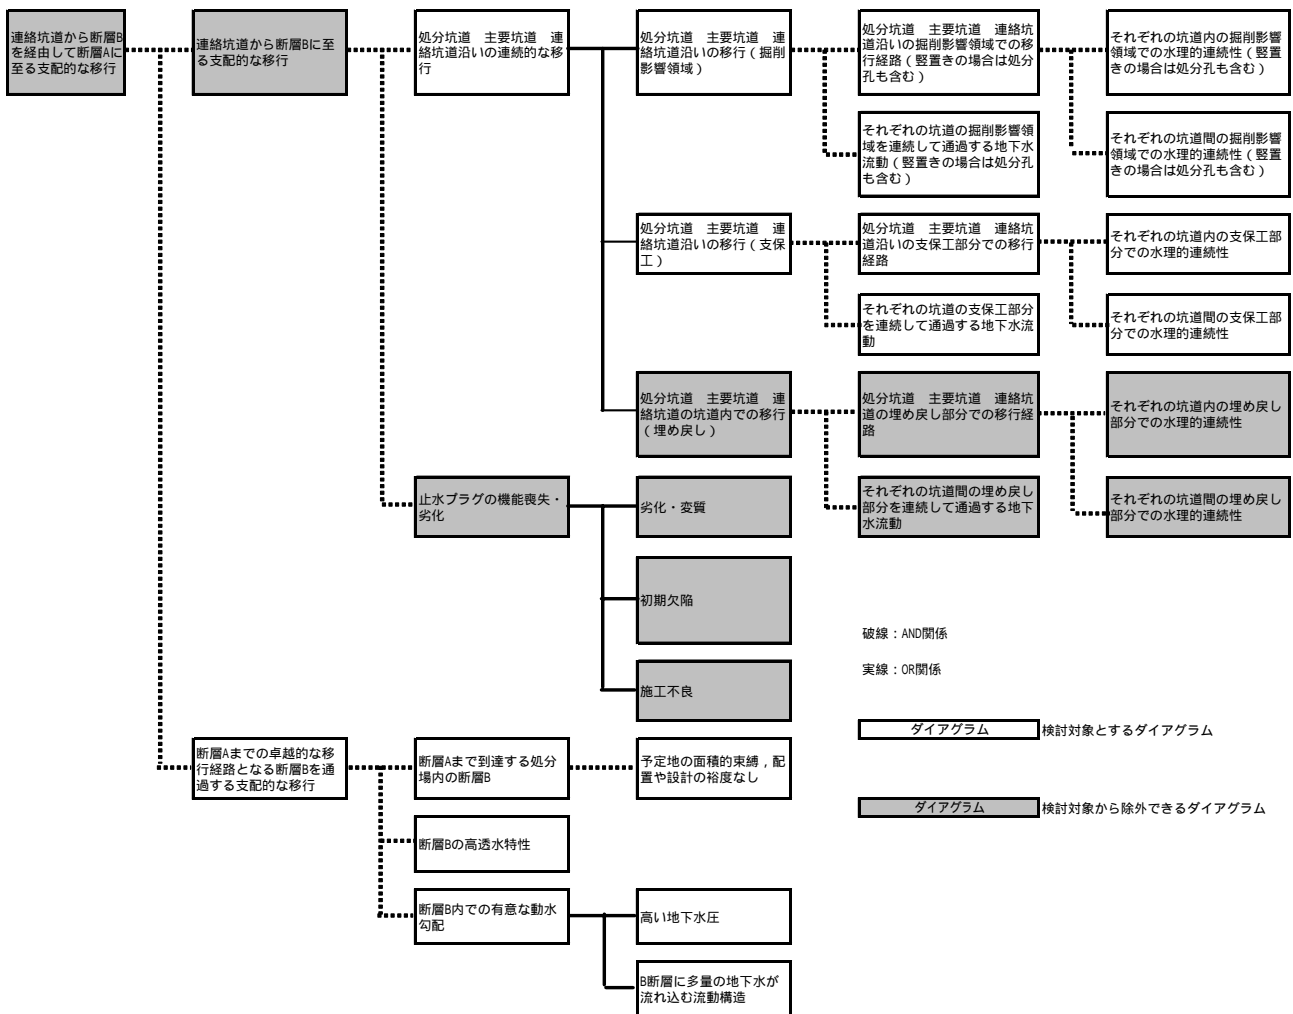 連絡坑道から断層B
を経由して断層Aに
至る支配的な移行
連絡坑道から断層Bに至
る支配的な移行
処分坑道　主要坑道　連
絡坑道沿いの連続的な移
行
処分坑道　主要坑道　連
絡坑道沿いの移行（掘削
影響領域）
処分坑道　主要坑道　連絡坑
道沿いの掘削影響領域での移
行経路（竪置きの場合は処分
孔も含む）
それぞれの坑道内の掘削影響
領域での水理的連続性（竪置
きの場合は処分孔も含む）
それぞれの坑道の掘削影響領
域を連続して通過する地下水
流動（竪置きの場合は処分孔
も含む）
それぞれの坑道間の掘削影響
領域での水理的連続性（竪置
きの場合は処分孔も含む）
処分坑道　主要坑道　連
絡坑道沿いの移行（支保
工）
処分坑道　主要坑道　連絡坑
道沿いの支保工部分での移行
経路
それぞれの坑道内の支保工部
分での水理的連続性
それぞれの坑道の支保工部分
を連続して通過する地下水流
動
それぞれの坑道間の支保工部
分での水理的連続性
処分坑道　主要坑道　連
絡坑道の坑道内での移行
（埋め戻し）
処分坑道　主要坑道　連絡坑
道の埋め戻し部分での移行経
路
それぞれの坑道内の埋め戻し
部分での水理的連続性
止水プラグの機能喪失・
劣化
劣化・変質
それぞれの坑道間の埋め戻し
部分を連続して通過する地下
水流動
それぞれの坑道間の埋め戻し
部分での水理的連続性
初期欠陥
施工不良
破線：AND関係
実線：OR関係
ダイアグラム　検討対象とするダイアグラム
ダイアグラム　検討対象から除外できるダイアグラム
断層Aまでの卓越的な移
行経路となる断層Bを通
過する支配的な移行
断層Aまで到達する処分
場内の断層B
予定地の面積的束縛，配
置や設計の裕度なし
断層Bの高透水特性
断層B内での有意な動水
勾配
高い地下水圧
B断層に多量の地下水が
流れ込む流動構造